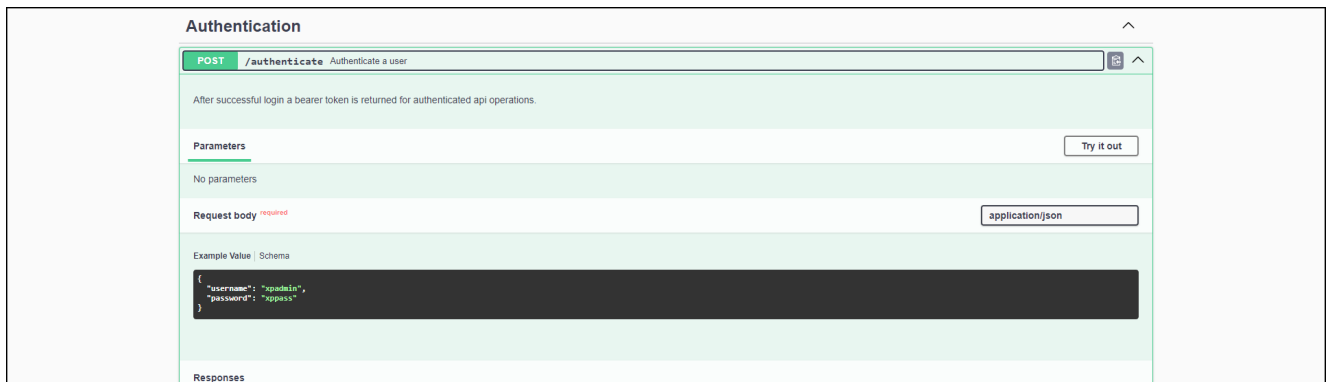 Authentication
POST /authenticate Authenticate a user
After successful login a bearer token is returned for authenticated api operations.
Parameters
Try it out
No parameters
Request body required
application/json
Example Value | Schema
{
"username": "xpadmin",
"password": "xppass"
}
Responses